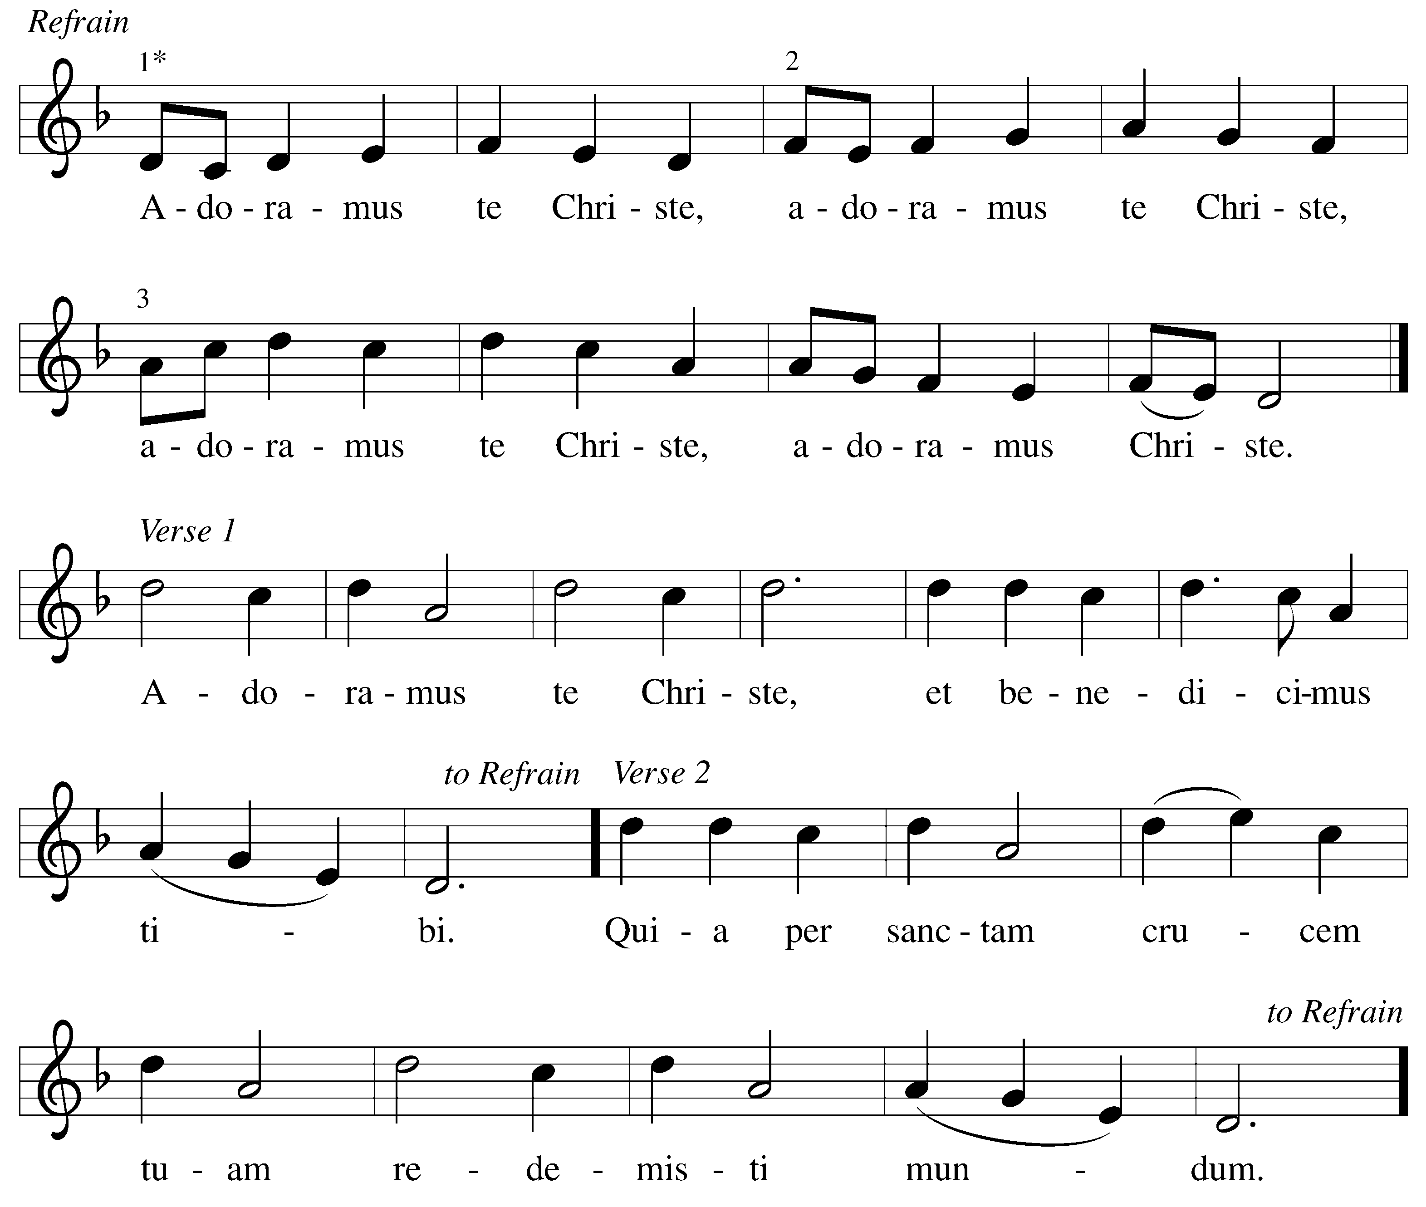 Refrain
1* 2
A - do - ra - mus te Chri - ste, a - do - ra - mus te Chri - ste,
3
a - do - ra - mus te Chri - ste, a - do - ra - mus Chri - ste.
Verse 1
A - do - ra - mus te Chri - ste, et be - ne - di - ci-mus
to Refrain Verse 2
ti - bi. Qui - a per sanc - tam cru - cem
to Refrain
tu - am re - de - mis - ti mun - dum.